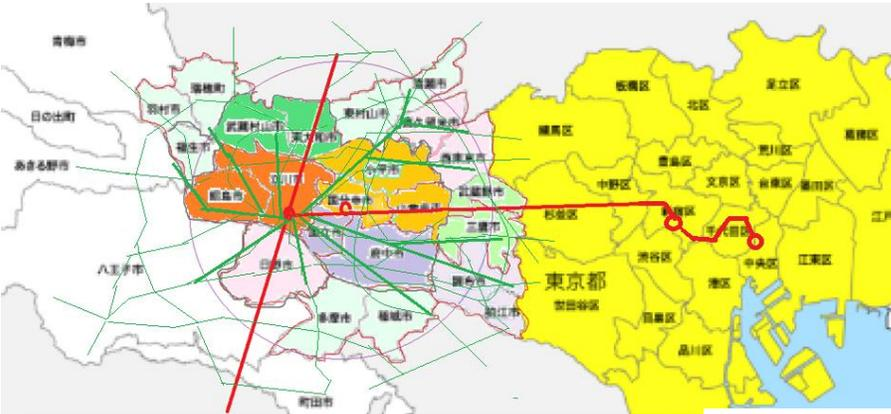 青梅市
瑞穂町
清瀬市
板橋区
足立区
北区
羽村市
東村山市
東久留米市
日の出町
武蔵村山市
東大和市
練馬区
荒川区
葛飾区
福生市
西東京市
豊島区
あきる野市
立川市
小平市
中野区
文京区
台東区
墨田区
昭島市
国分寺市
武蔵野市
杉並区
新宿区
国立市
三鷹市
千代田区
府中市
渋谷区
中央区
江東区
八王子市
日野市
調布市
東京都
港区
世田谷区
多摩市
稲城市
狛江市
目黒区
品川区
町田市